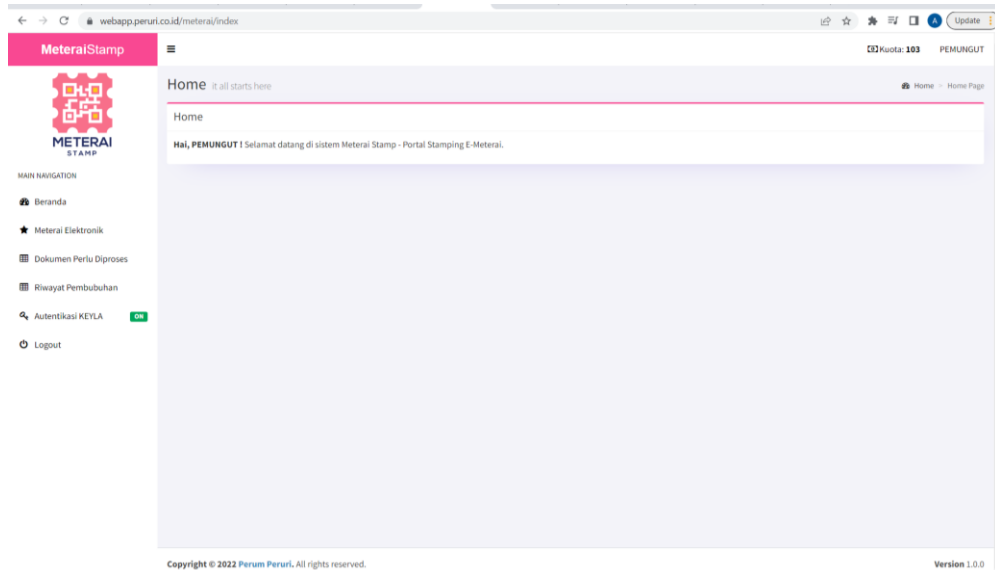 webapp.peruri.co.id/meterai/index
A
Update
MeteraiStamp
Kuota: 103
PEMUNGUT
METERAI
STAMP
Home it all starts here
Home > Home Page
Home
Hai, PEMUNGUT ! Selamat datang di sistem Meterai Stamp - Portal Stamping E-Meterai.
MAIN NAVIGATION
Beranda
Meterai Elektronik
Dokumen Perlu Diproses
Riwayat Pembubuhan
Autentikasi KEYLA ON
Logout
Copyright © 2022 Perum Peruri. All rights reserved.
Version 1.0.0